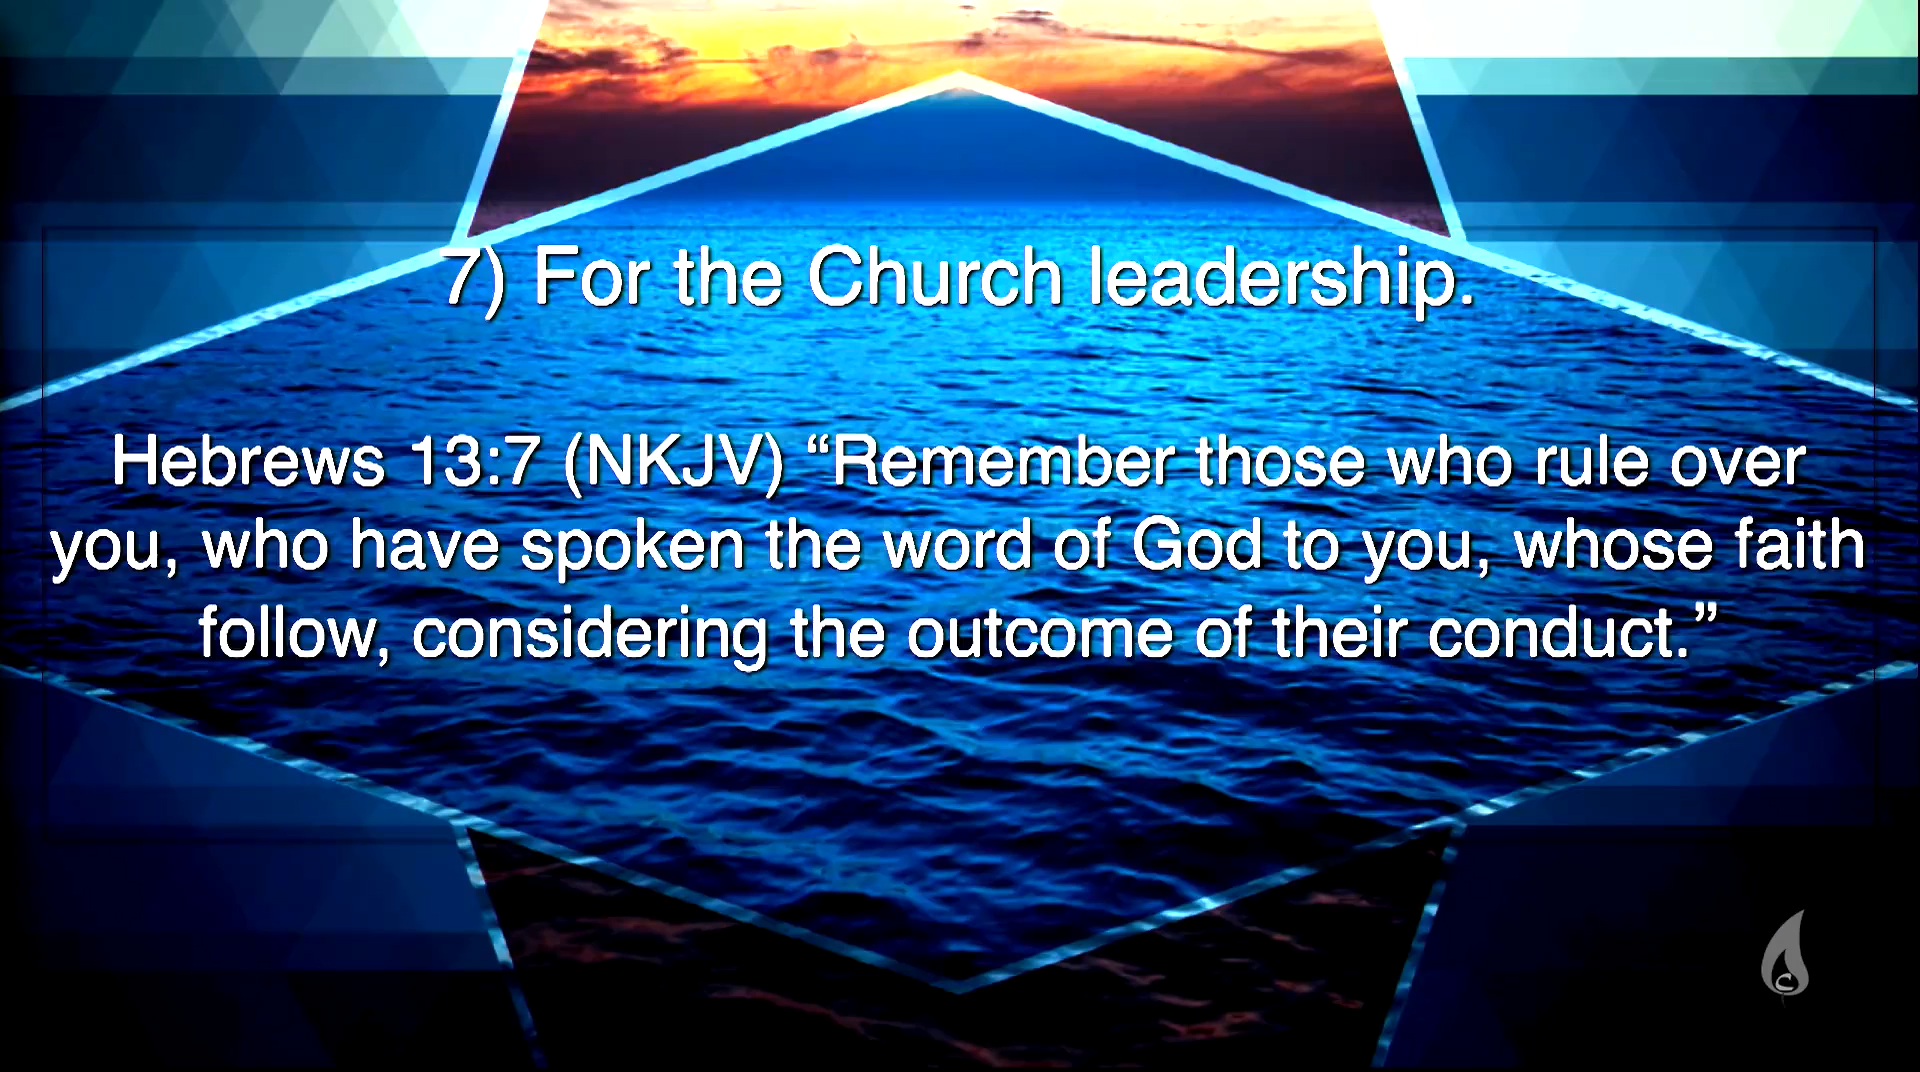 7) For the Church leadership.
Hebrews 13:7 (NKJV) “Remember those who rule over
you, who have spoken the word of God to you, whose faith
follow, considering the outcome of their conduct.”
C